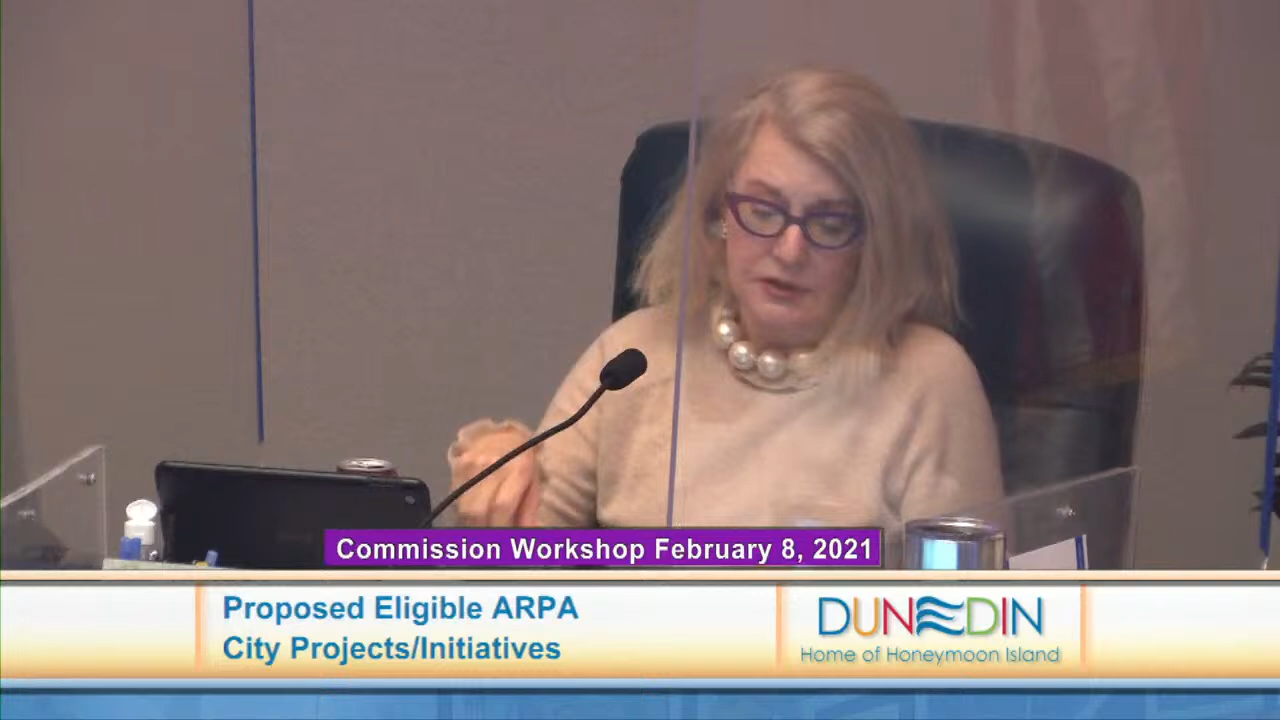 Commission Workshop February 8, 2021
Proposed Eligible ARPA
City Projects/Initiatives
DUNEDIN
Home of Honeymoon Island